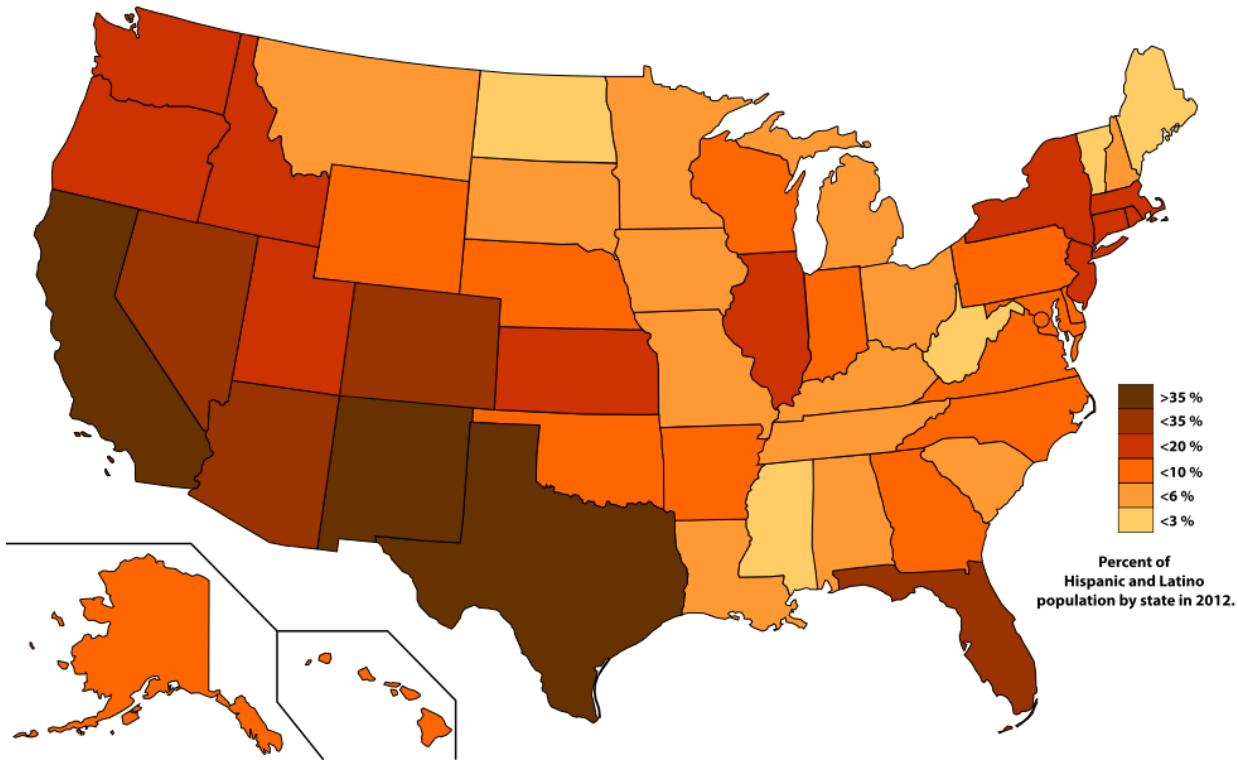 >35 %
<35 %
<20 %
<10 %
<6 %
<3 %
Percent of
Hispanic and Latino
population by state in 2012.